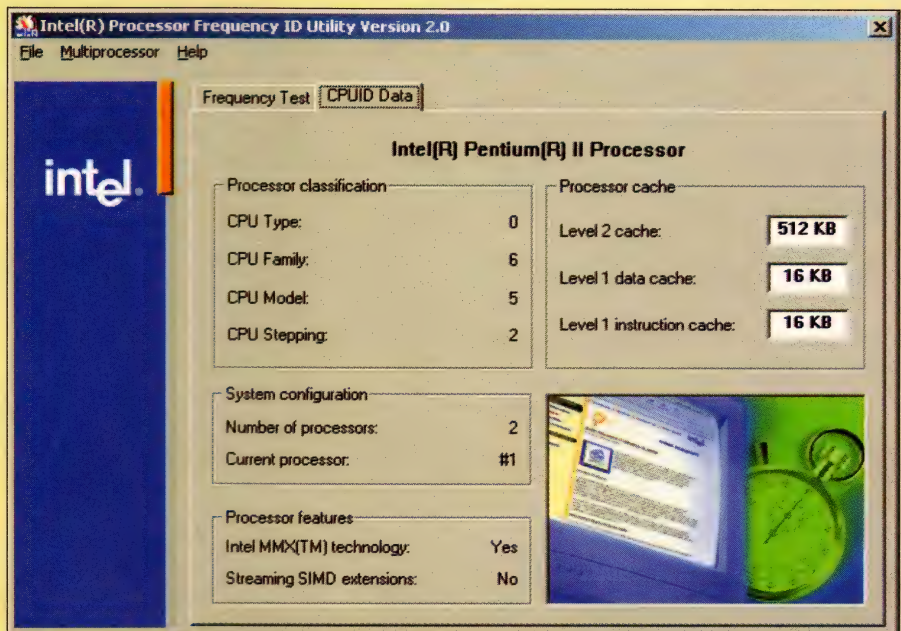 Intel(R) Processor Frequency ID Utility Version 2.0
File Multiprocessor Help
intel.
Frequency Test CPUID Data
Intel(R) Pentium(R) II Processor
Processor classification
CPU Type: 0
CPU Family: 6
CPU Model: 5
CPU Stepping: 2
Processor cache
Level 2 cache: 512 KB
Level 1 data cache: 16 KB
Level 1 instruction cache: 16 KB
System configuration
Number of processors: 2
Current processor: #1
Processor features
Intel MMX(TM) technology: Yes
Streaming SIMD extensions: No